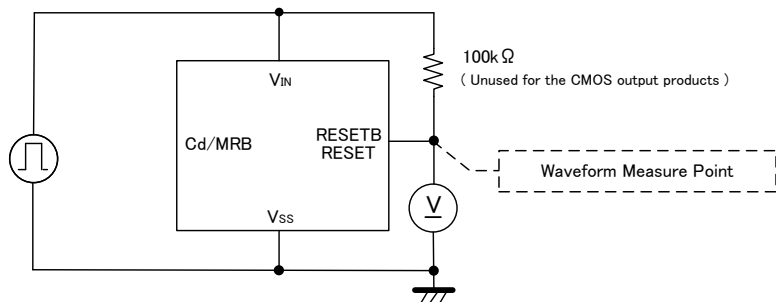 100kΩ
( Unused for the CMOS output products )
VIN
Cd/MRB
RESETB
RESET
Waveform Measure Point
V
VSS